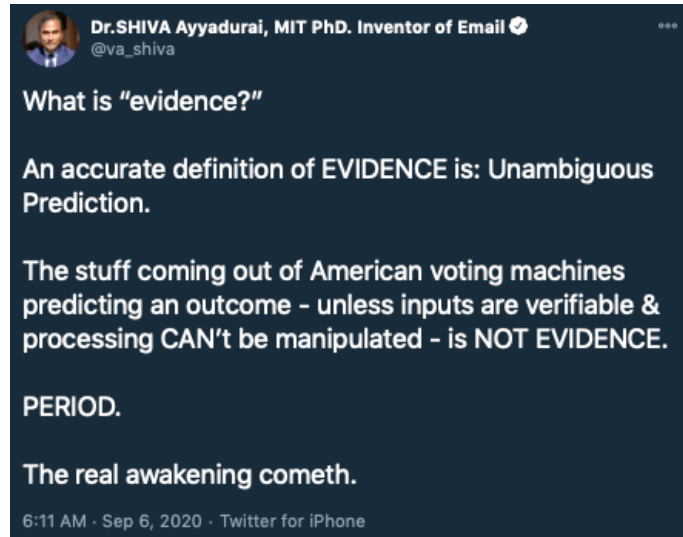 Dr.SHIVA Ayyadurai, MIT PhD. Inventor of Email
@va_shiva
What is “evidence?”
An accurate definition of EVIDENCE is: Unambiguous
Prediction.
The stuff coming out of American voting machines
predicting an outcome - unless inputs are verifiable &
processing CAN’t be manipulated - is NOT EVIDENCE.
PERIOD.
The real awakening cometh.
6:11 AM · Sep 6, 2020 · Twitter for iPhone